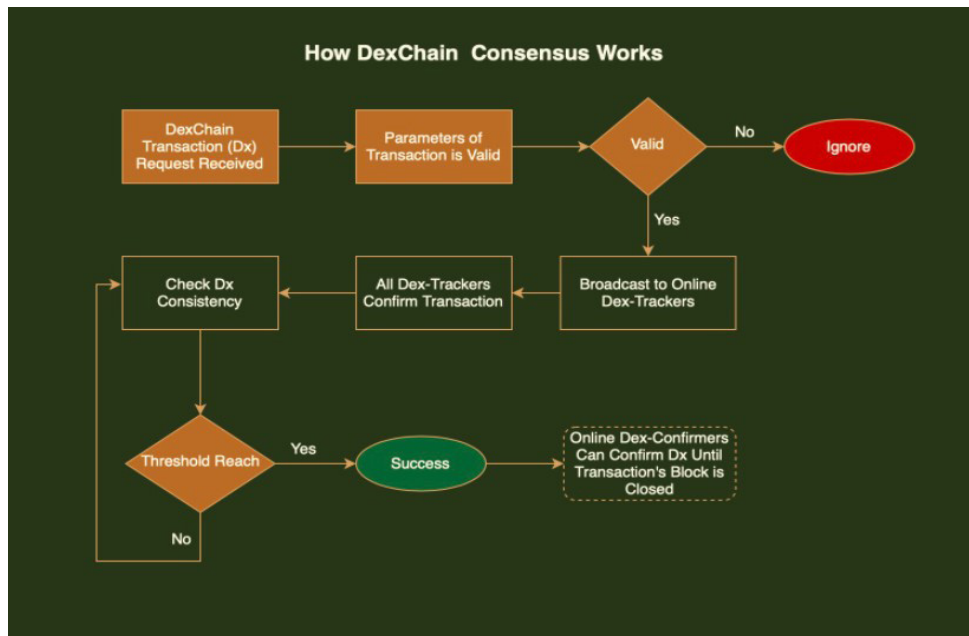 How DexChain Consensus Works
DexChain
Transaction (Dx)
Request Received
Parameters of
Transaction is Valid
Valid
No
Ignore
Yes
Check Dx
Consistency
All Dex-Trackers
Confirm Transaction
Broadcast to Online
Dex-Trackers
Threshold Reach
Yes
Success
Online Dex-Confirmers
Can Confirm Dx Until
Transaction's Block is
Closed
No